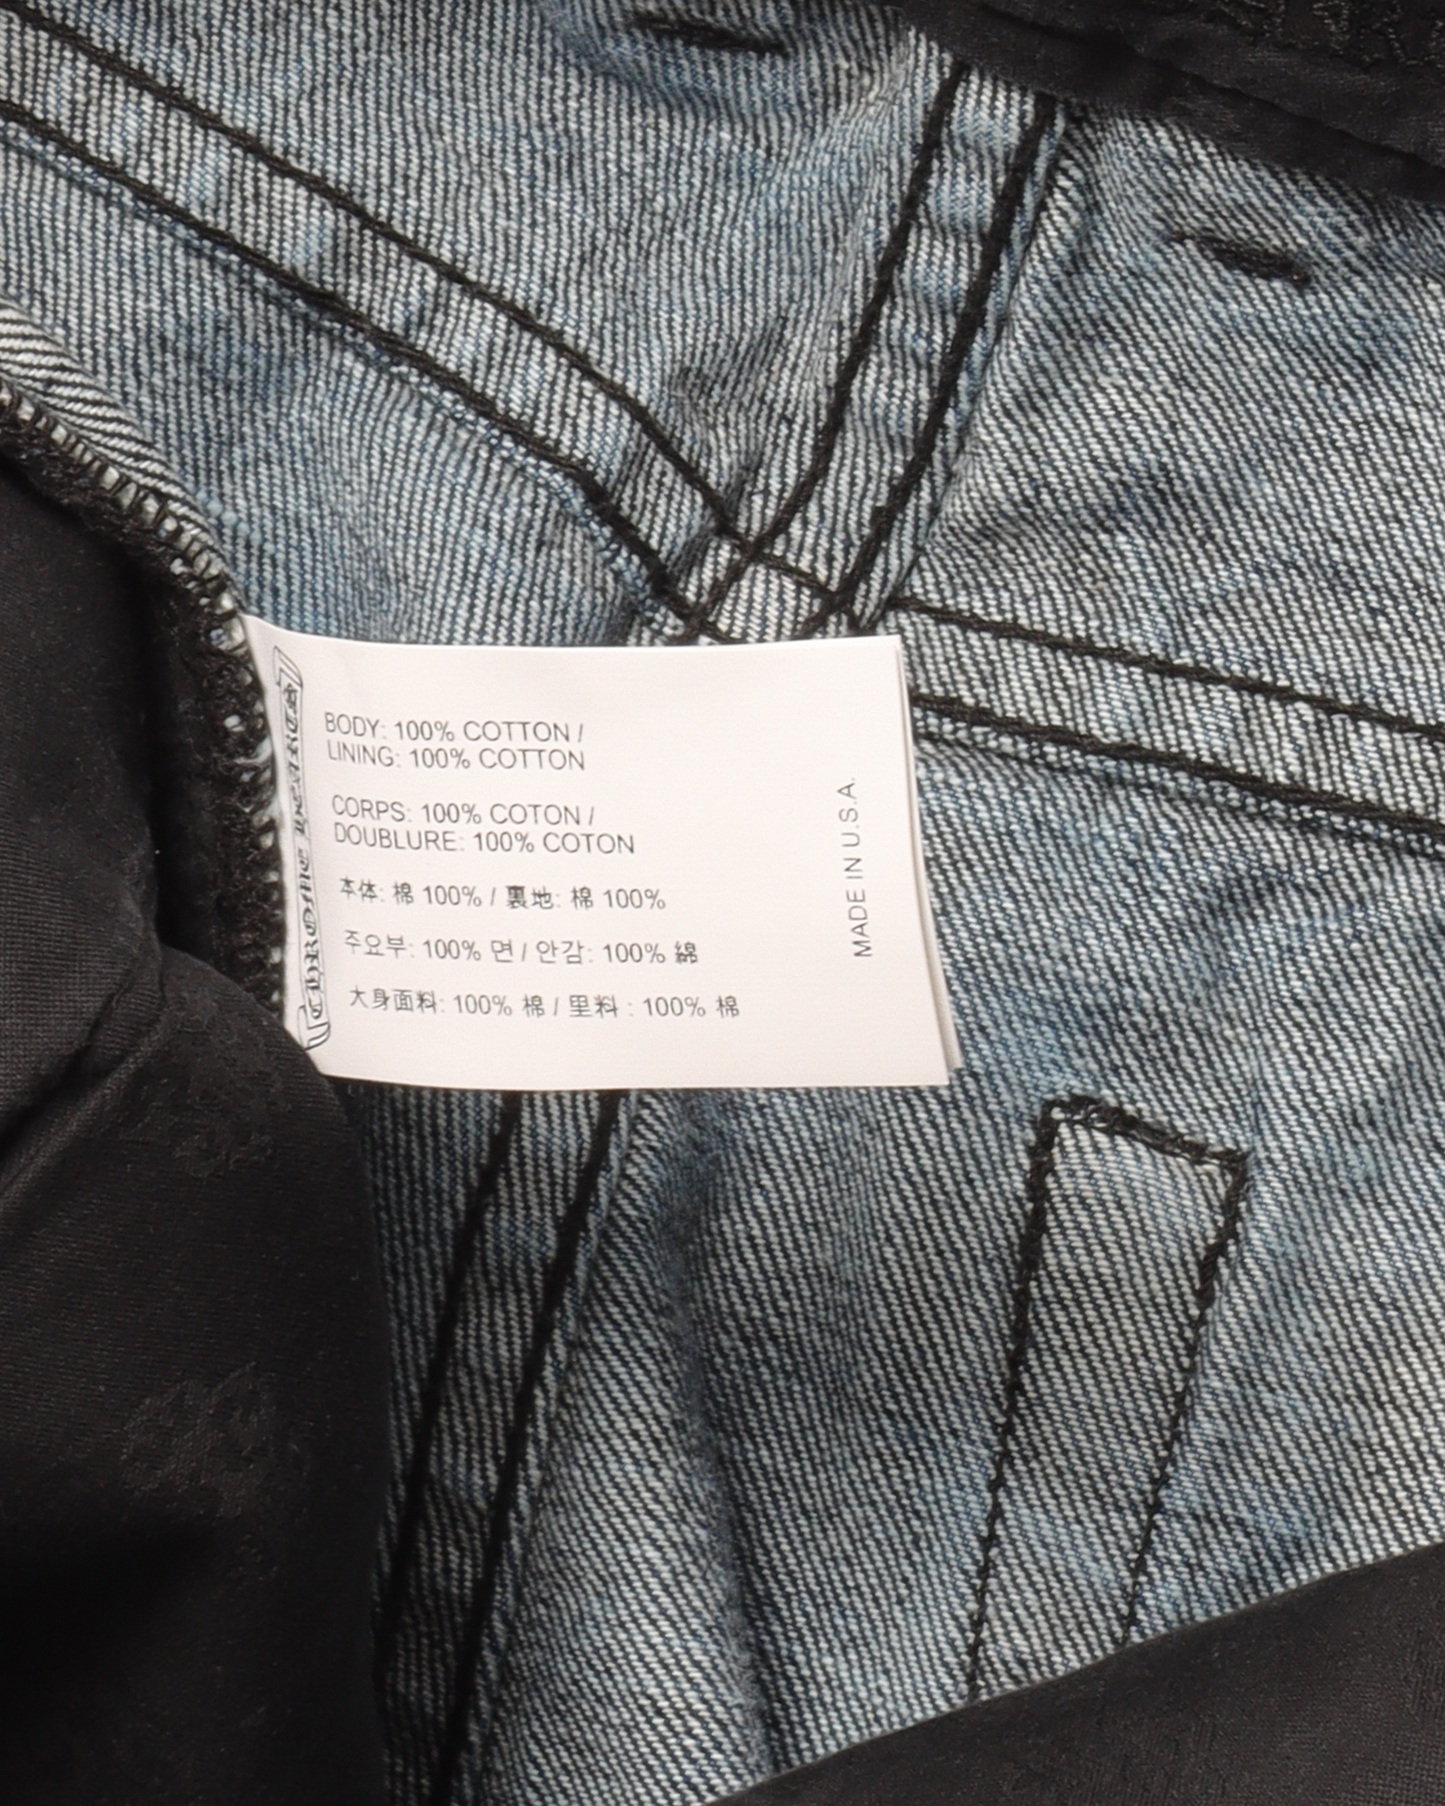 CHROME HEARTS
BODY: 100% COTTON /
LINING: 100% COTTON
CORPS: 100% COTON /
DOUBLURE: 100% COTON
本体: 棉 100% / 裏地: 棉 100%
주요부: 100% 면 / 안감: 100% 綿
大身面料: 100% 棉 / 里料 : 100% 棉
MADE IN U.S.A.